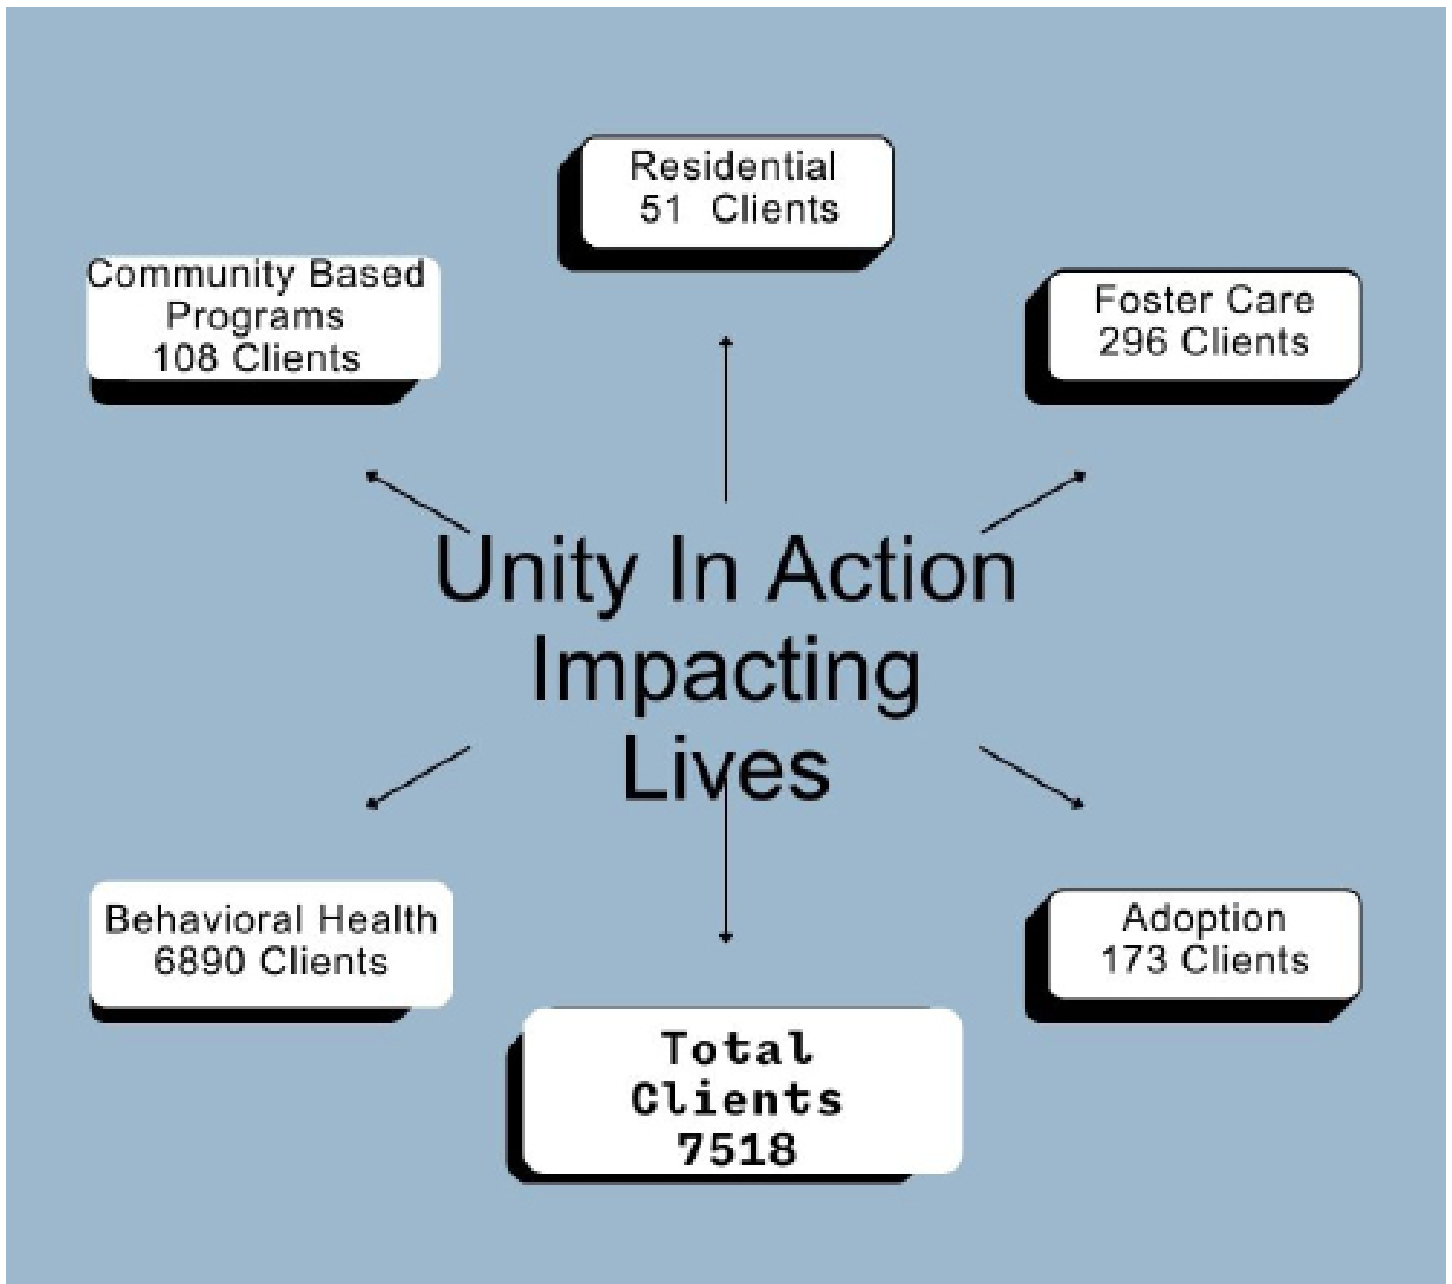 Residential
51 Clients
Community Based
Programs
108 Clients
Foster Care
296 Clients
Unity In Action
Impacting
Lives
Behavioral Health
6890 Clients
Adoption
173 Clients
Total
Clients
7518